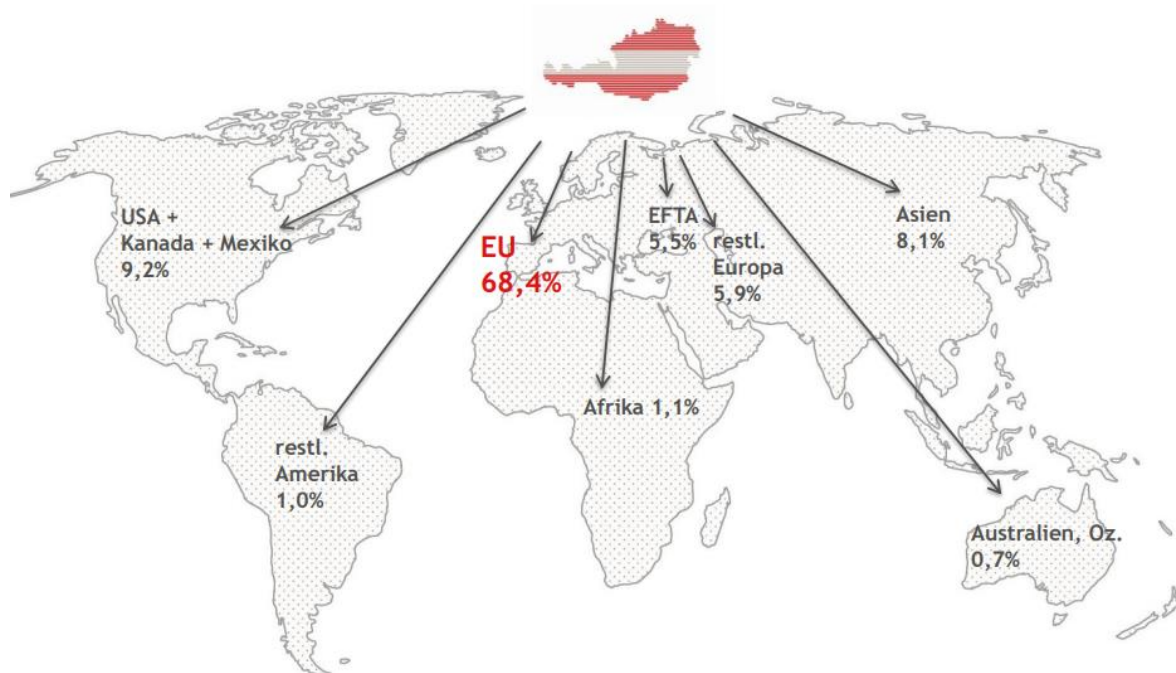 USA +
Kanada + Mexiko
9,2%
EU
68,4%
EFTA
5,5%
restl.
Europa
5,9%
Asien
8,1%
Afrika 1,1%
restl.
Amerika
1,0%
Australien, Oz.
0,7%